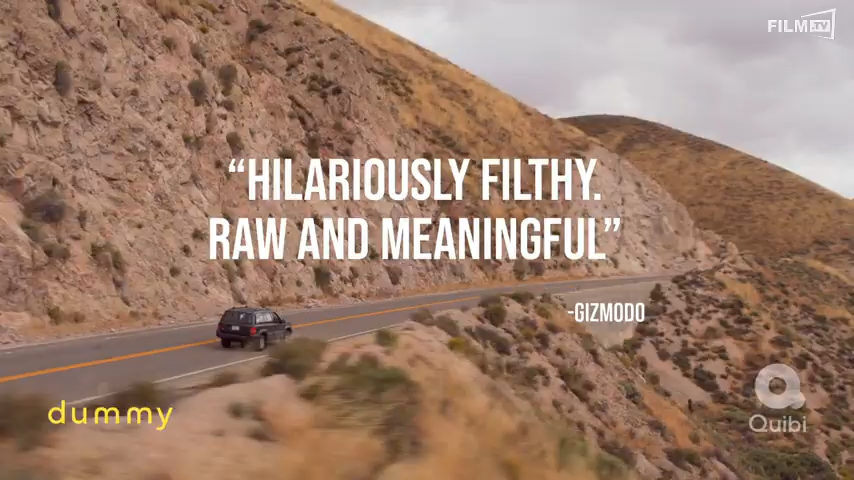 FILM.TV
“HILARIOUSLY FILTHY.
RAW AND MEANINGFUL”
-GIZMODO
dummy
Quibi